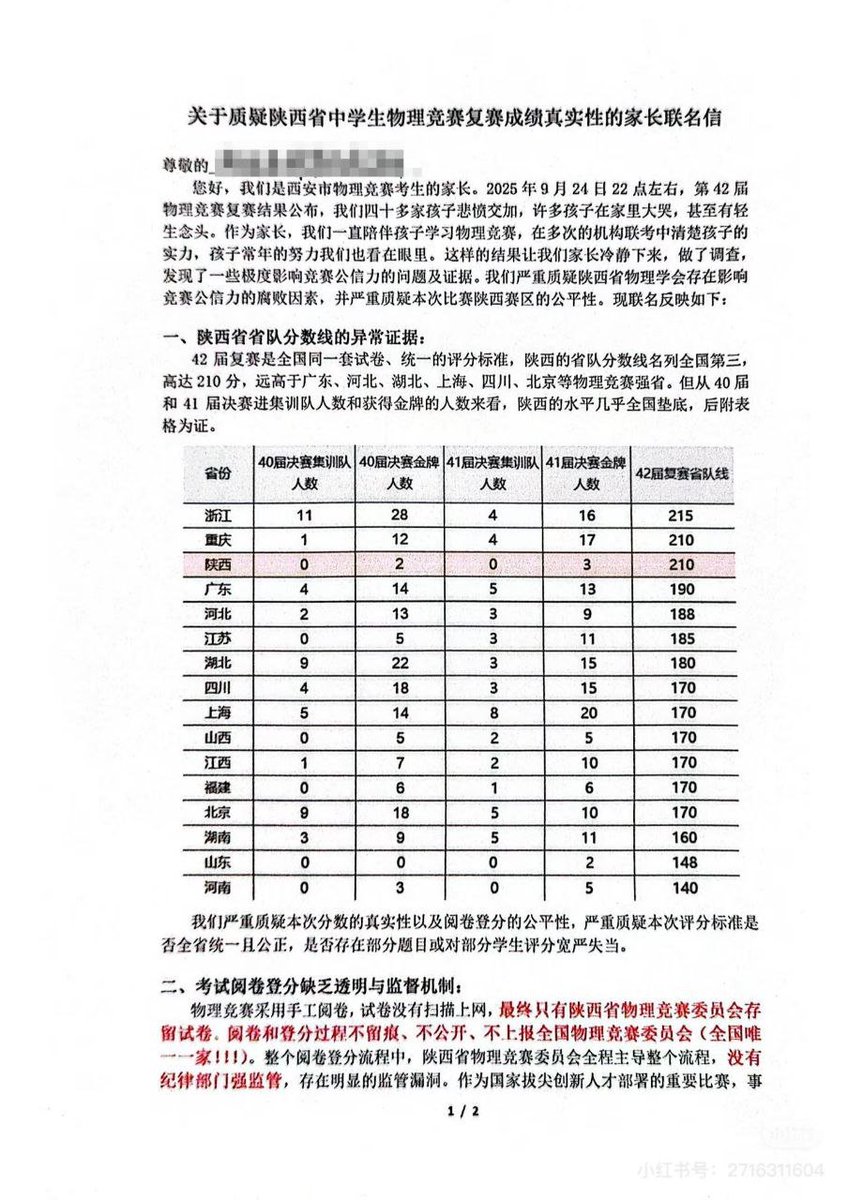 关于质疑陕西省中学生物理竞赛复赛成绩真实性的家长联名信
尊敬的
您好，我们是西安市物理竞赛考生的家长。2025 年 9 月 24 日 22 点左右，第 42 届
物理竞赛复赛结果公布，我们四十多家孩子悲愤交加，许多孩子在家里大哭，甚至有轻
生念头。作为家长，我们一直陪伴孩子学习物理竞赛，在多次的机构联考中清楚孩子的
实力，孩子常年的努力我们也看在眼里。这样的结果让我们家长冷静下来，做了调查，
发现了一些极度影响竞赛公信力的问题及证据。我们严重质疑陕西省物理学会存在影响
竞赛公信力的腐败因素，并严重质疑本次比赛陕西赛区的公平性。现联名反映如下：
一、陕西省省队分数线的异常证据：
42 届复赛是全国同一套试卷、统一的评分标准，陕西的省队分数线名列全国第三，
高达 210 分，远高于广东、河北、湖北、上海、四川、北京等物理竞赛强省。但从 40 届
和 41 届决赛进集训队人数和获得金牌的人数来看，陕西的水平几乎全国垫底，后附表
格为证。
省份 40届决赛集训队人数 40届决赛金牌人数 41届决赛集训队人数 41届决赛金牌人数 42届复赛省队线
浙江 11 28 4 16 215
重庆 1 12 4 17 210
陕西 0 2 0 3 210
广东 4 14 5 13 190
河北 2 13 3 9 188
江苏 0 5 3 11 185
湖北 9 22 3 15 180
四川 4 18 3 15 170
上海 5 14 8 20 170
山西 0 5 2 5 170
江西 1 7 2 10 170
福建 0 6 1 6 170
北京 9 18 5 10 170
湖南 3 9 5 11 160
山东 0 0 0 2 148
河南 0 3 0 5 140
我们严重质疑本次分数的真实性以及阅卷登分的公平性，严重质疑本次评分标准是
否全省统一且公正，是否存在部分题目或对部分学生评分宽严失当。
二、考试阅卷登分缺乏透明与监督机制：
物理竞赛采用手工阅卷，试卷没有扫描上网，最终只有陕西省物理竞赛委员会存
留试卷。阅卷和登分过程不留痕、不公开、不上报全国物理竞赛委员会（全国唯
一一家!!!）。整个阅卷登分流程中，陕西省物理竞赛委员会全程主导整个流程，没有
纪律部门强监管，存在明显的监管漏洞。作为国家拔尖创新人才部署的重要比赛，事
1 / 2
小红书
小红书号：2716311604